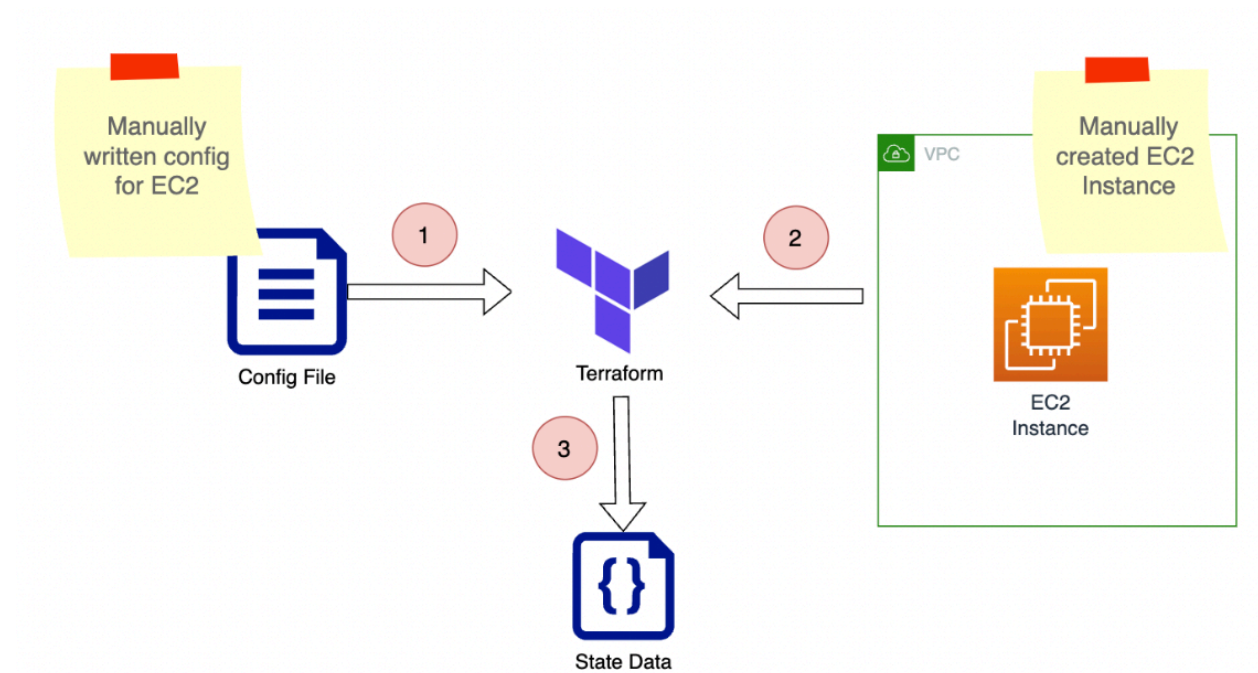 Manually
written config
for EC2
1
Config File
Terraform
2
VPC
Manually
created EC2
Instance
EC2
Instance
3
{}
State Data